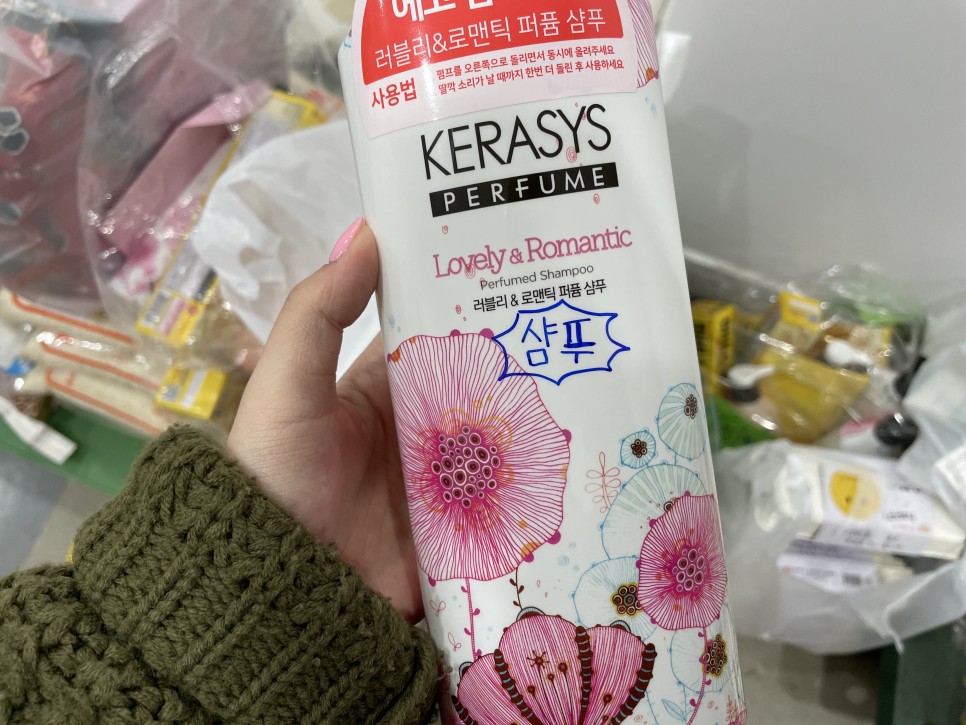 러블리&로맨틱 퍼퓸 샴푸
사용법
펌프를 오른쪽으로 돌리면서 동시에 올려주세요
딸깍 소리가 날 때까지 한번 더 돌린 후 사용하세요
KERASYS
PERFUME
Lovely & Romantic
Perfumed Shampoo
러블리 & 로맨틱 퍼퓸 샴푸
샴푸